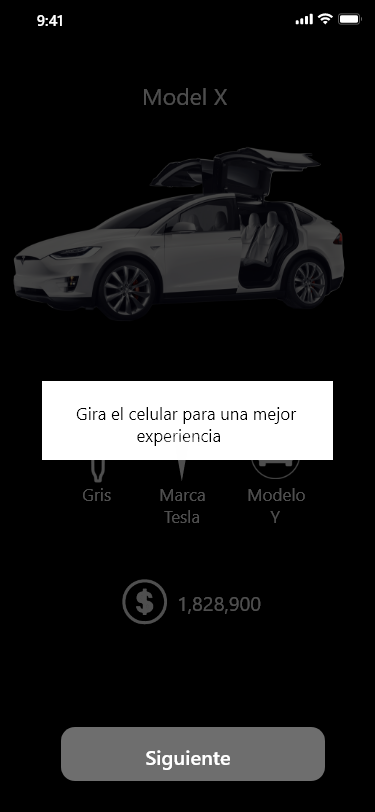 9:41
Model X
Gira el celular para una mejor
experiencia
Gris
Marca
Tesla
Modelo
Y
$ 1,828,900
Siguiente